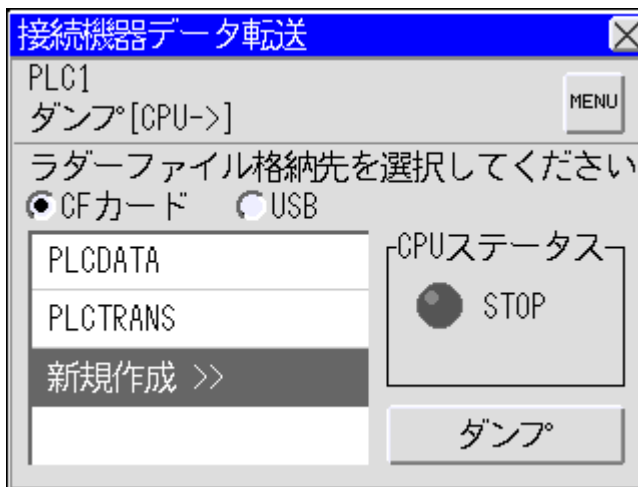 接続機器データ転送
PLC1
ダンプ[CPU->]
MENU
ラダーファイル格納先を選択してください
CFカード USB
PLCDATA
PLCTRANS
新規作成 >>
CPUステータス
STOP
ダンプ